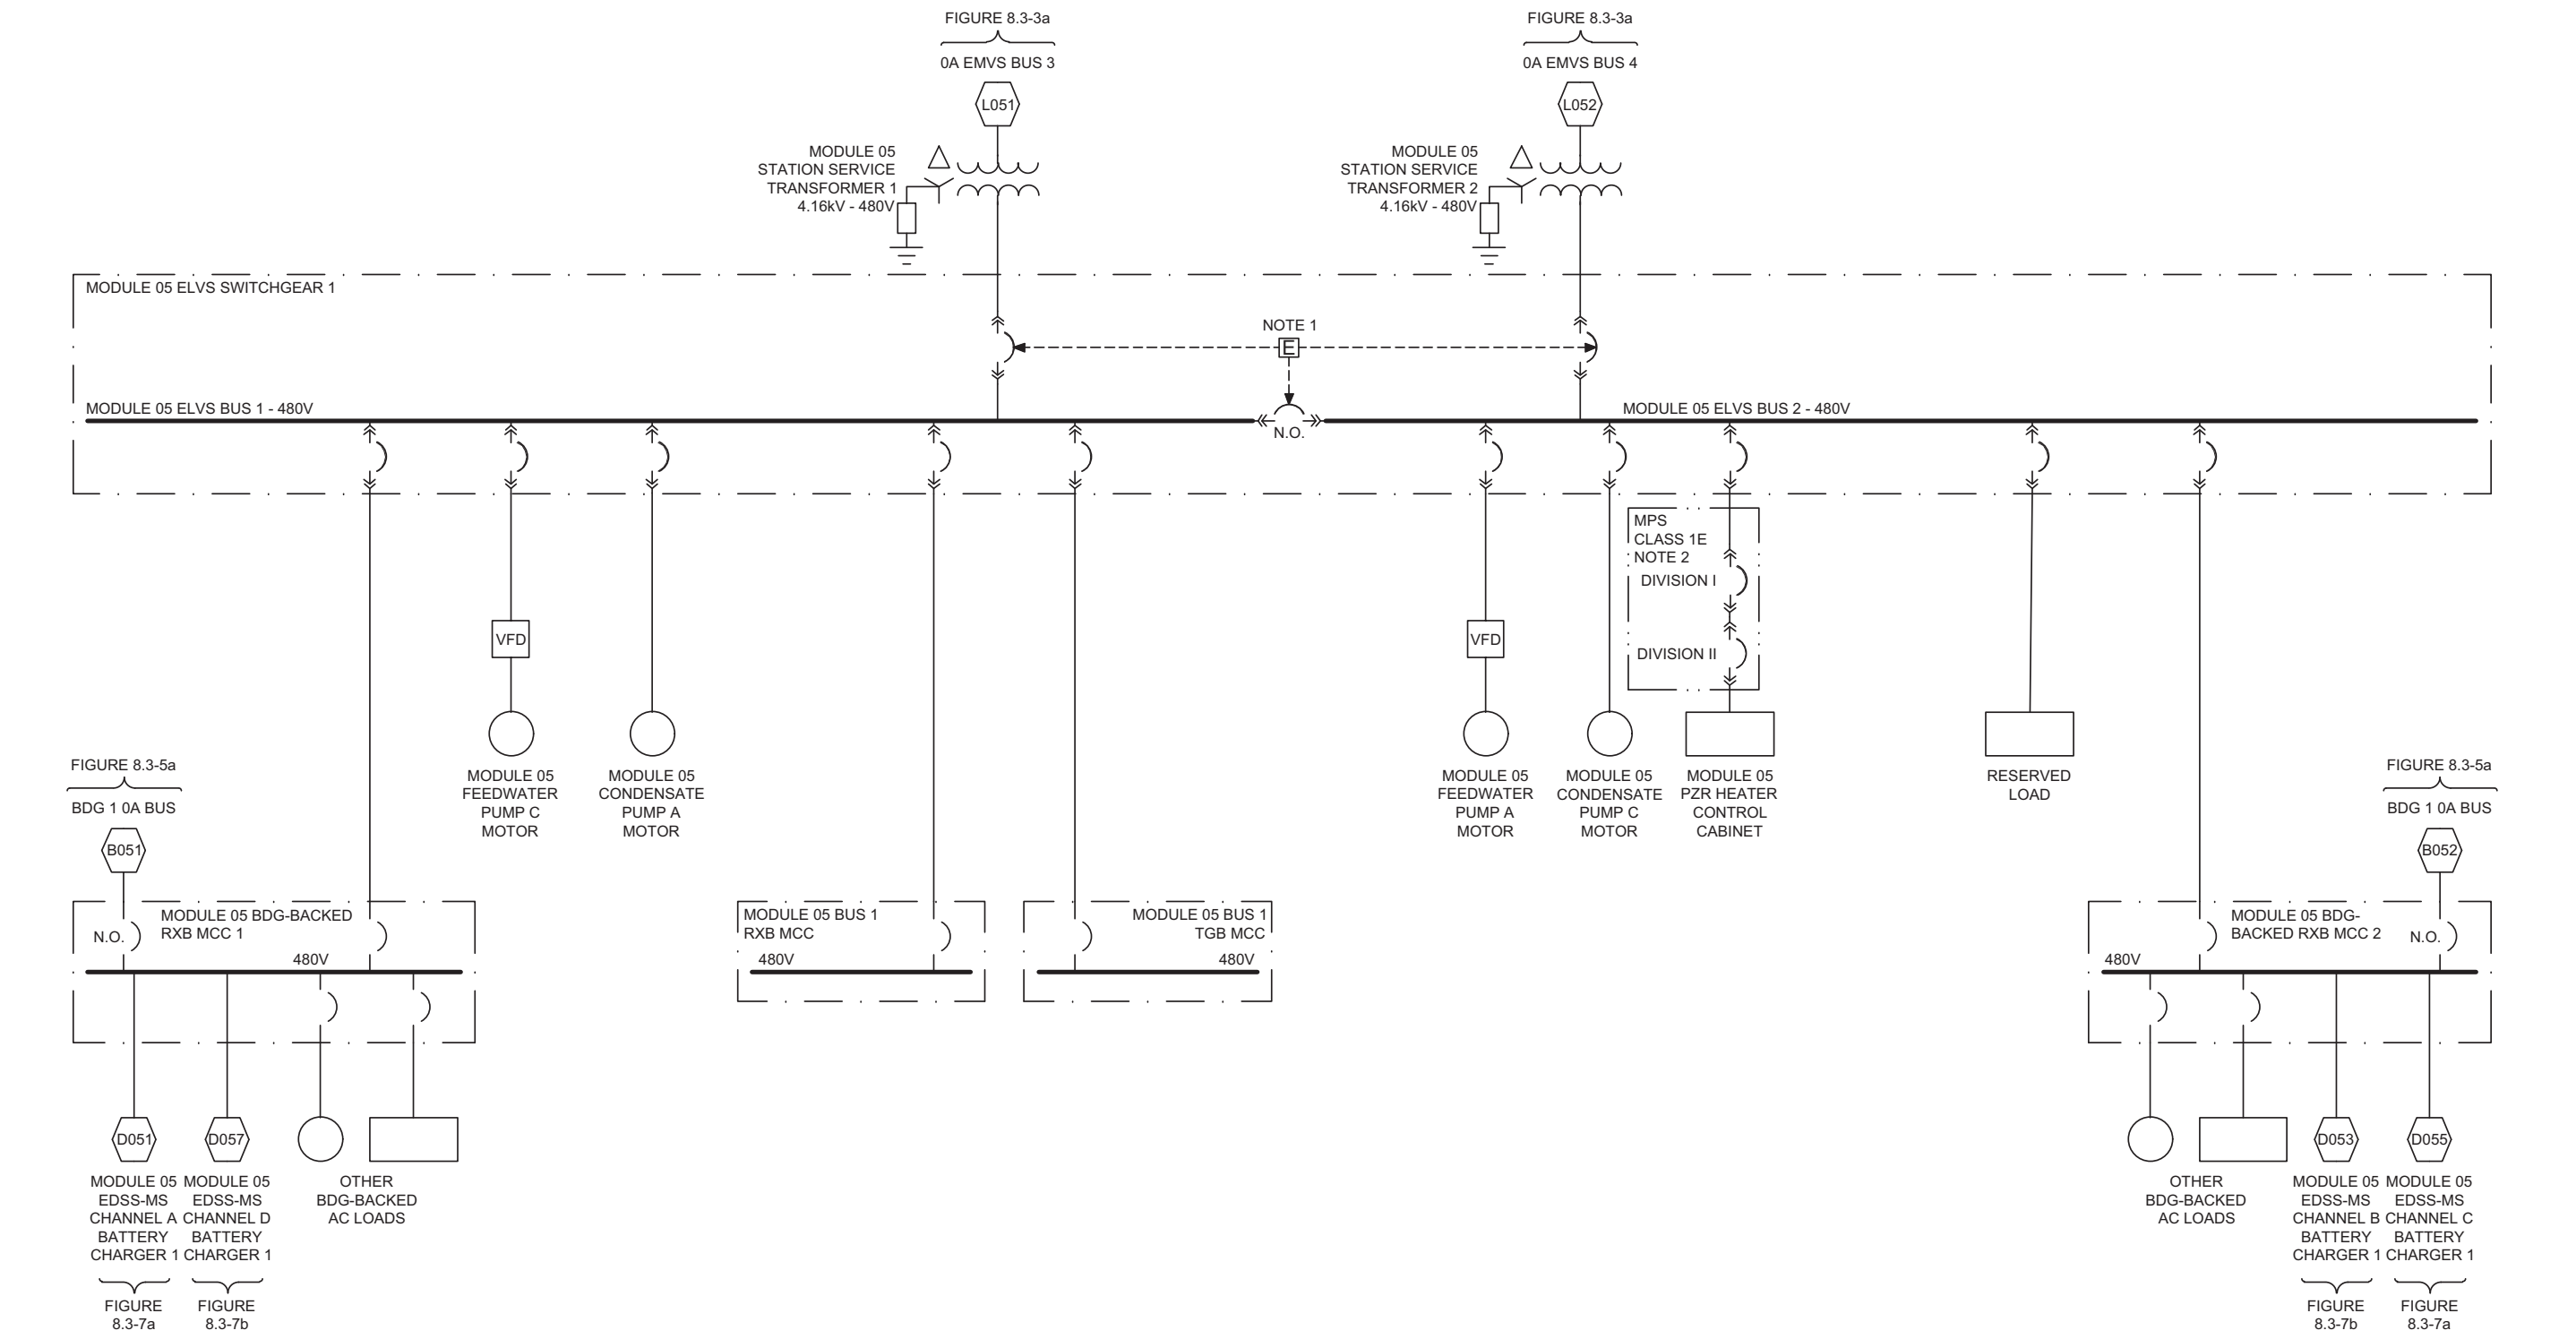 FIGURE 8.3-3a
0A EMVS BUS 3
L051
MODULE 05
STATION SERVICE
TRANSFORMER 1
4.16kV - 480V
FIGURE 8.3-3a
0A EMVS BUS 4
L052
MODULE 05
STATION SERVICE
TRANSFORMER 2
4.16kV - 480V
MODULE 05 ELVS SWITCHGEAR 1
NOTE 1
E
MODULE 05 ELVS BUS 1 - 480V
N.O.
MODULE 05 ELVS BUS 2 - 480V
VFD
MODULE 05
FEEDWATER
PUMP C
MOTOR
MODULE 05
CONDENSATE
PUMP A
MOTOR
VFD
MODULE 05
FEEDWATER
PUMP A
MOTOR
MODULE 05
CONDENSATE
PUMP C
MOTOR
MPS
CLASS 1E
NOTE 2
DIVISION I
DIVISION II
MODULE 05
PZR HEATER
CONTROL
CABINET
RESERVED
LOAD
FIGURE 8.3-5a
BDG 1 0A BUS
B051
N.O.
MODULE 05 BDG-BACKED
RXB MCC 1
480V
MODULE 05 BUS 1
RXB MCC
480V
MODULE 05 BUS 1
TGB MCC
480V
FIGURE 8.3-5a
BDG 1 0A BUS
B052
MODULE 05 BDG-
BACKED RXB MCC 2
N.O.
480V
D051
MODULE 05
EDSS-MS
CHANNEL A
BATTERY
CHARGER 1
FIGURE
8.3-7a
D057
MODULE 05
EDSS-MS
CHANNEL D
BATTERY
CHARGER 1
FIGURE
8.3-7b
OTHER
BDG-BACKED
AC LOADS
OTHER
BDG-BACKED
AC LOADS
D053
MODULE 05
EDSS-MS
CHANNEL B
BATTERY
CHARGER 1
FIGURE
8.3-7b
D055
MODULE 05
EDSS-MS
CHANNEL C
BATTERY
CHARGER 1
FIGURE
8.3-7a